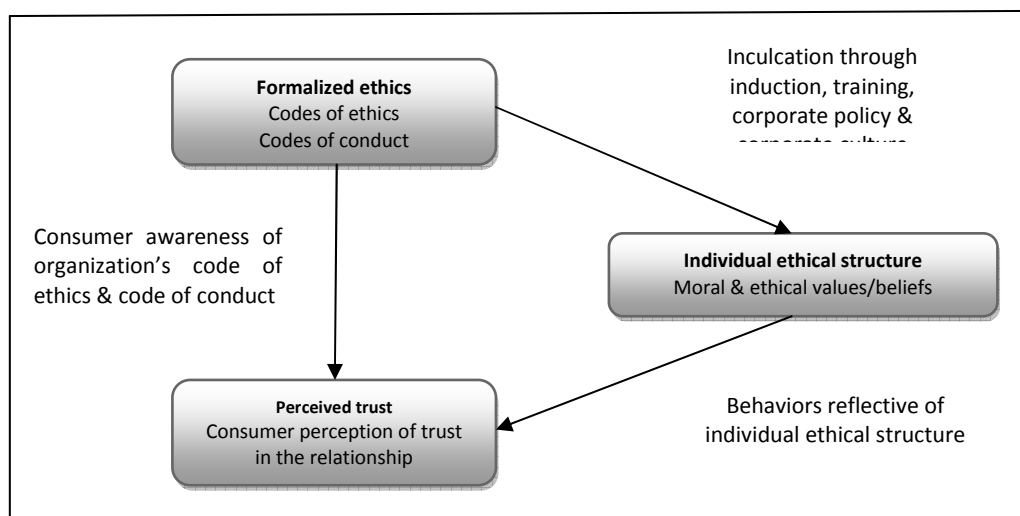 Formalized ethics
Codes of ethics
Codes of conduct
Inculcation through
induction, training,
corporate policy &
corporate culture
Consumer awareness of
organization's code of
ethics & code of conduct
Individual ethical structure
Moral & ethical values/beliefs
Perceived trust
Consumer perception of trust
in the relationship
Behaviors reflective of
individual ethical structure